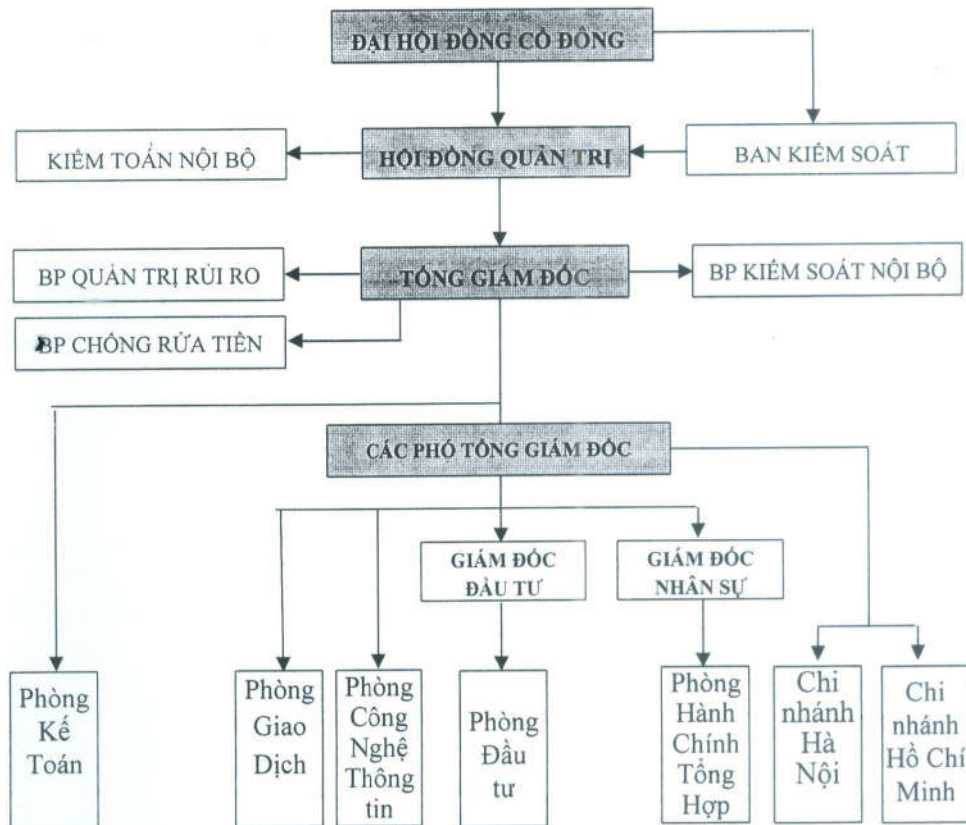 ĐẠI HỘI ĐỒNG CỔ ĐÔNG
KIỂM TOÁN NỘI BỘ
HỘI ĐỒNG QUẢN TRỊ
BAN KIỂM SOÁT
BP QUẢN TRỊ RỦI RO
TỔNG GIÁM ĐỐC
BP KIỂM SOÁT NỘI BỘ
BP CHỐNG RỬA TIỀN
CÁC PHÓ TỔNG GIÁM ĐỐC
GIÁM ĐỐC
ĐẦU TƯ
GIÁM ĐỐC
NHÂN SỰ
Phòng
Kế
Toán
Phòng
Giao
Dịch
Phòng
Công
Nghệ
Thông
tin
Phòng
Đầu
tư
Phòng
Hành
Chính
Tổng
Hợp
Chi
nhánh
Hà
Nội
Chi
nhánh
Hồ Chí
Minh